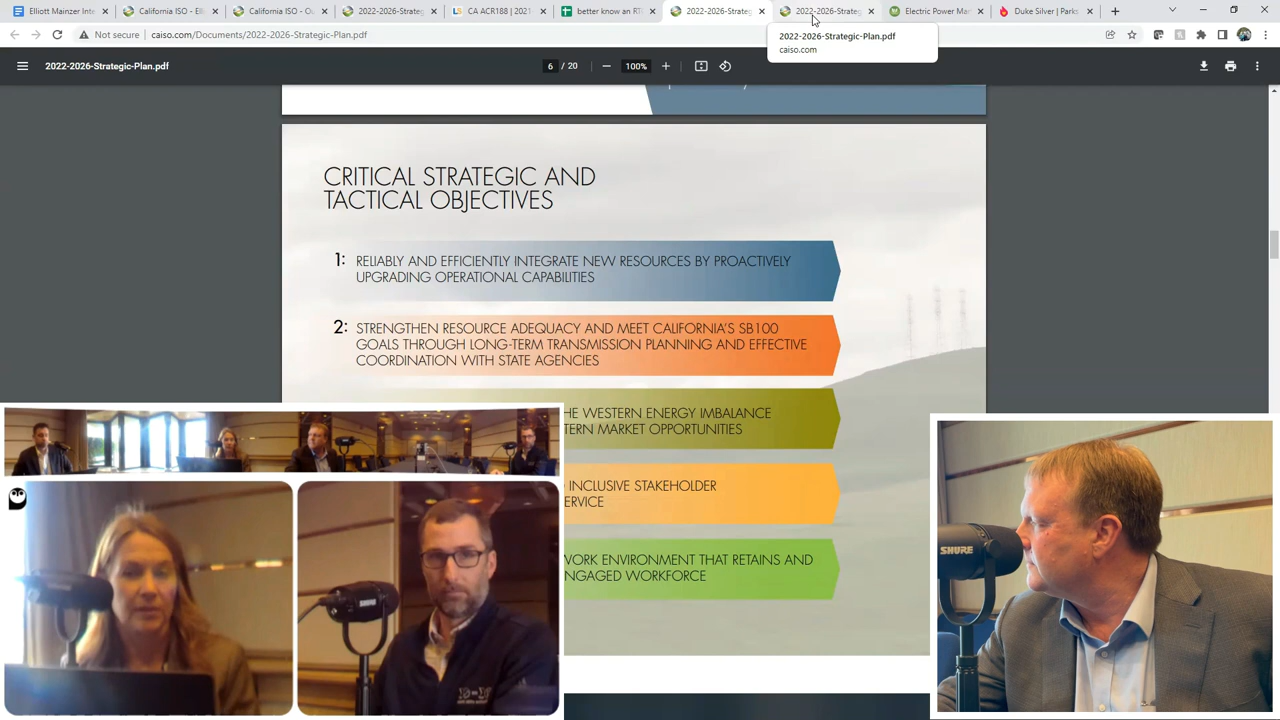 Elliott Mainzer Inter
California ISO - Elli
California ISO - Ou
2022-2026-Strateg
CA ACR188 | 2021
better know an RT
2022-2026-Strateg
2022-2026-Strateg
Electric Power Mar
Duke Silver | Parks
Not secure
caiso.com/Documents/2022-2026-Strategic-Plan.pdf
2022-2026-Strategic-Plan.pdf
caiso.com
2022-2026-Strategic-Plan.pdf
6 / 20
100%
CRITICAL STRATEGIC AND
TACTICAL OBJECTIVES
1: RELIABLY AND EFFICIENTLY INTEGRATE NEW RESOURCES BY PROACTIVELY
UPGRADING OPERATIONAL CAPABILITIES
2: STRENGTHEN RESOURCE ADEQUACY AND MEET CALIFORNIA'S SB100
GOALS THROUGH LONG-TERM TRANSMISSION PLANNING AND EFFECTIVE
COORDINATION WITH STATE AGENCIES
HE WESTERN ENERGY IMBALANCE
TERN MARKET OPPORTUNITIES
INCLUSIVE STAKEHOLDER
ERVICE
WORK ENVIRONMENT THAT RETAINS AND
NGAGED WORKFORCE
SHURE
SHURE